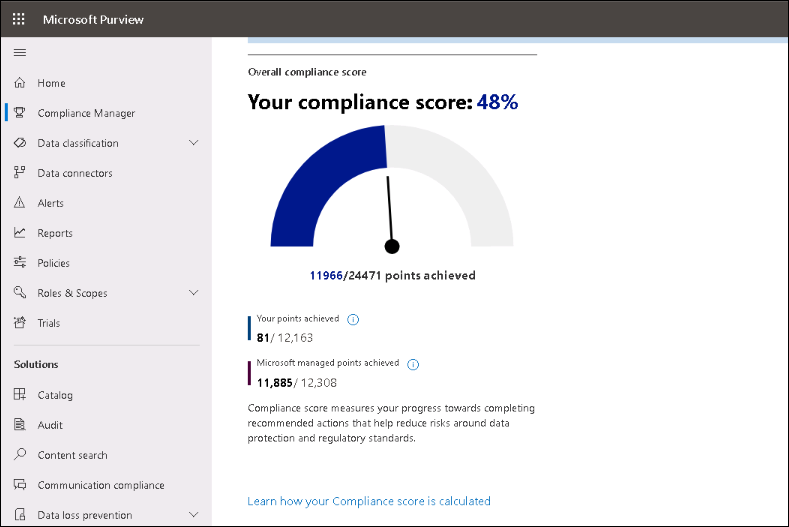 Microsoft Purview
Home
Compliance Manager
Data classification
Data connectors
Alerts
Reports
Policies
Roles & Scopes
Trials
Solutions
Catalog
Audit
Content search
Communication compliance
Data loss prevention
Overall compliance score
Your compliance score: 48%
11966/24471 points achieved
Your points achieved
81/ 12,163
Microsoft managed points achieved
11,885/ 12,308
Compliance score measures your progress towards completing
recommended actions that help reduce risks around data
protection and regulatory standards.
Learn how your Compliance score is calculated